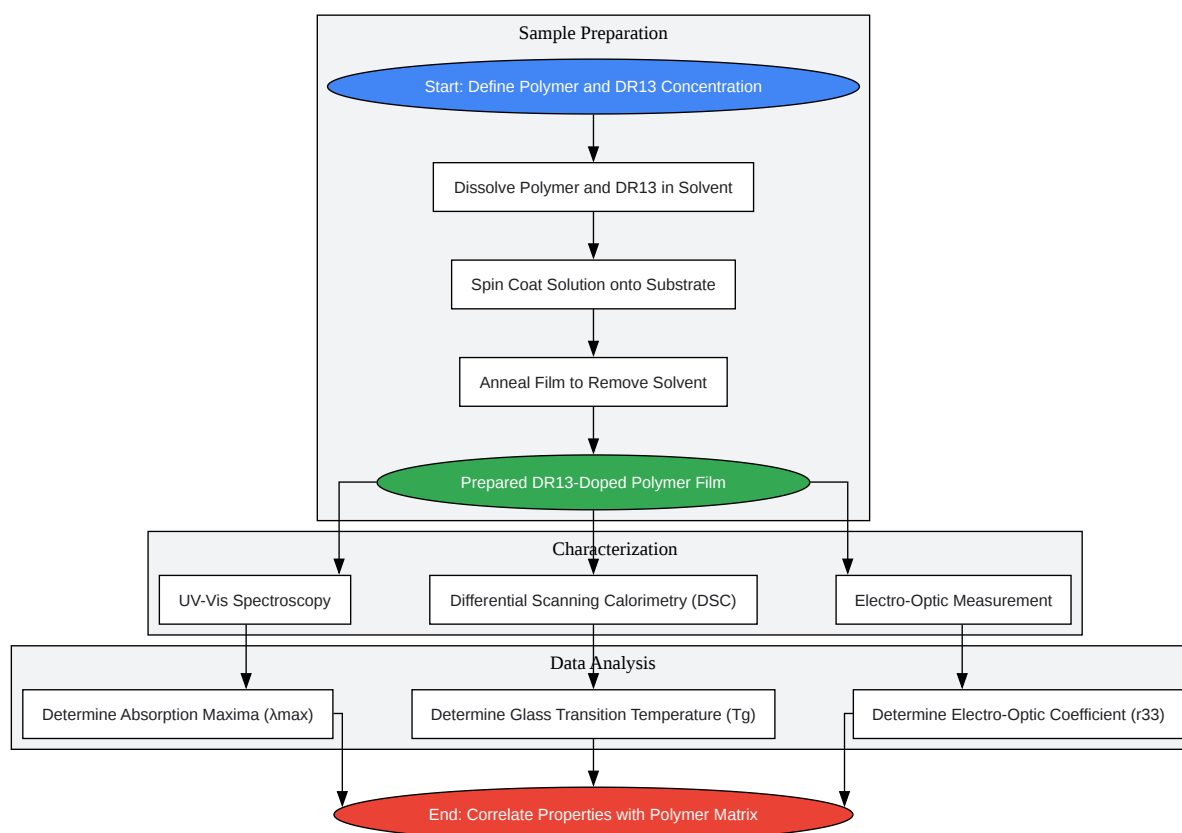 Sample Preparation
Start: Define Polymer and DR13 Concentration
Dissolve Polymer and DR13 in Solvent
Spin Coat Solution onto Substrate
Anneal Film to Remove Solvent
Prepared DR13-Doped Polymer Film
Characterization
UV-Vis Spectroscopy
Differential Scanning Calorimetry (DSC)
Electro-Optic Measurement
Data Analysis
Determine Absorption Maxima (λmax)
Determine Glass Transition Temperature (Tg)
Determine Electro-Optic Coefficient (r33)
End: Correlate Properties with Polymer Matrix